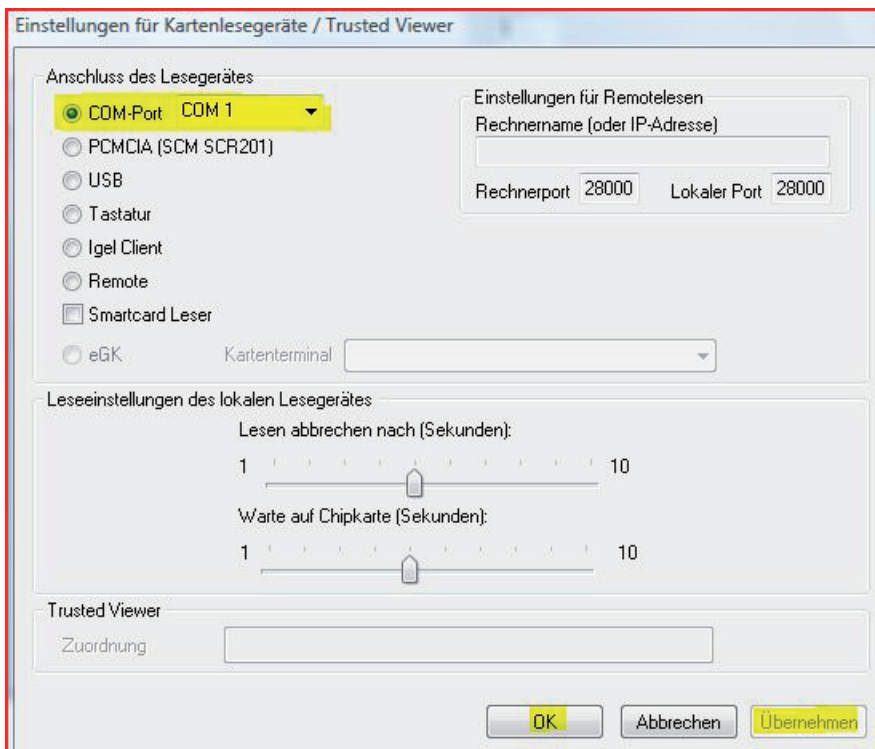 Einstellungen für Kartenlesegeräte / Trusted Viewer
Anschluss des Lesegerätes
COM-Port COM 1
PCMCIA (SCM SCR201)
USB
Tastatur
Igel Client
Remote
Smartcard Leser
eGK Kartenterminal
Einstellungen für Remotelesen
Rechnername (oder IP-Adresse)
Rechnerport 28000 Lokaler Port 28000
Leseeinstellungen des lokalen Lesegerätes
Lesen abbrechen nach (Sekunden):
1 10
Warte auf Chipkarte (Sekunden):
1 10
Trusted Viewer
Zuordnung
OK Abbrechen Übernehmen